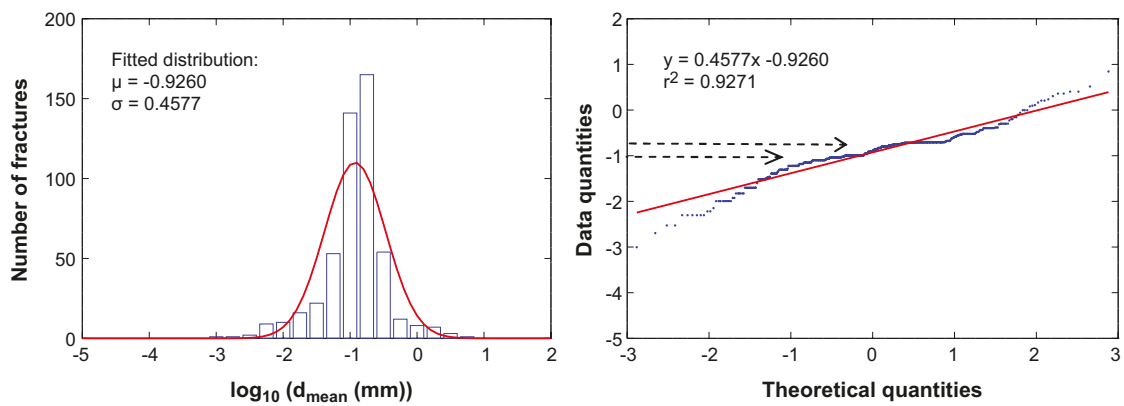 200
150
100
50
0
Number of fractures
Fitted distribution:
μ = -0.9260
σ = 0.4577
-5 -4 -3 -2 -1 0 1 2
log10 (dmean (mm))
2
1
0
-1
-2
-3
-4
-5
Data quantities
y = 0.4577x -0.9260
r2 = 0.9271
-3 -2 -1 0 1 2 3
Theoretical quantities